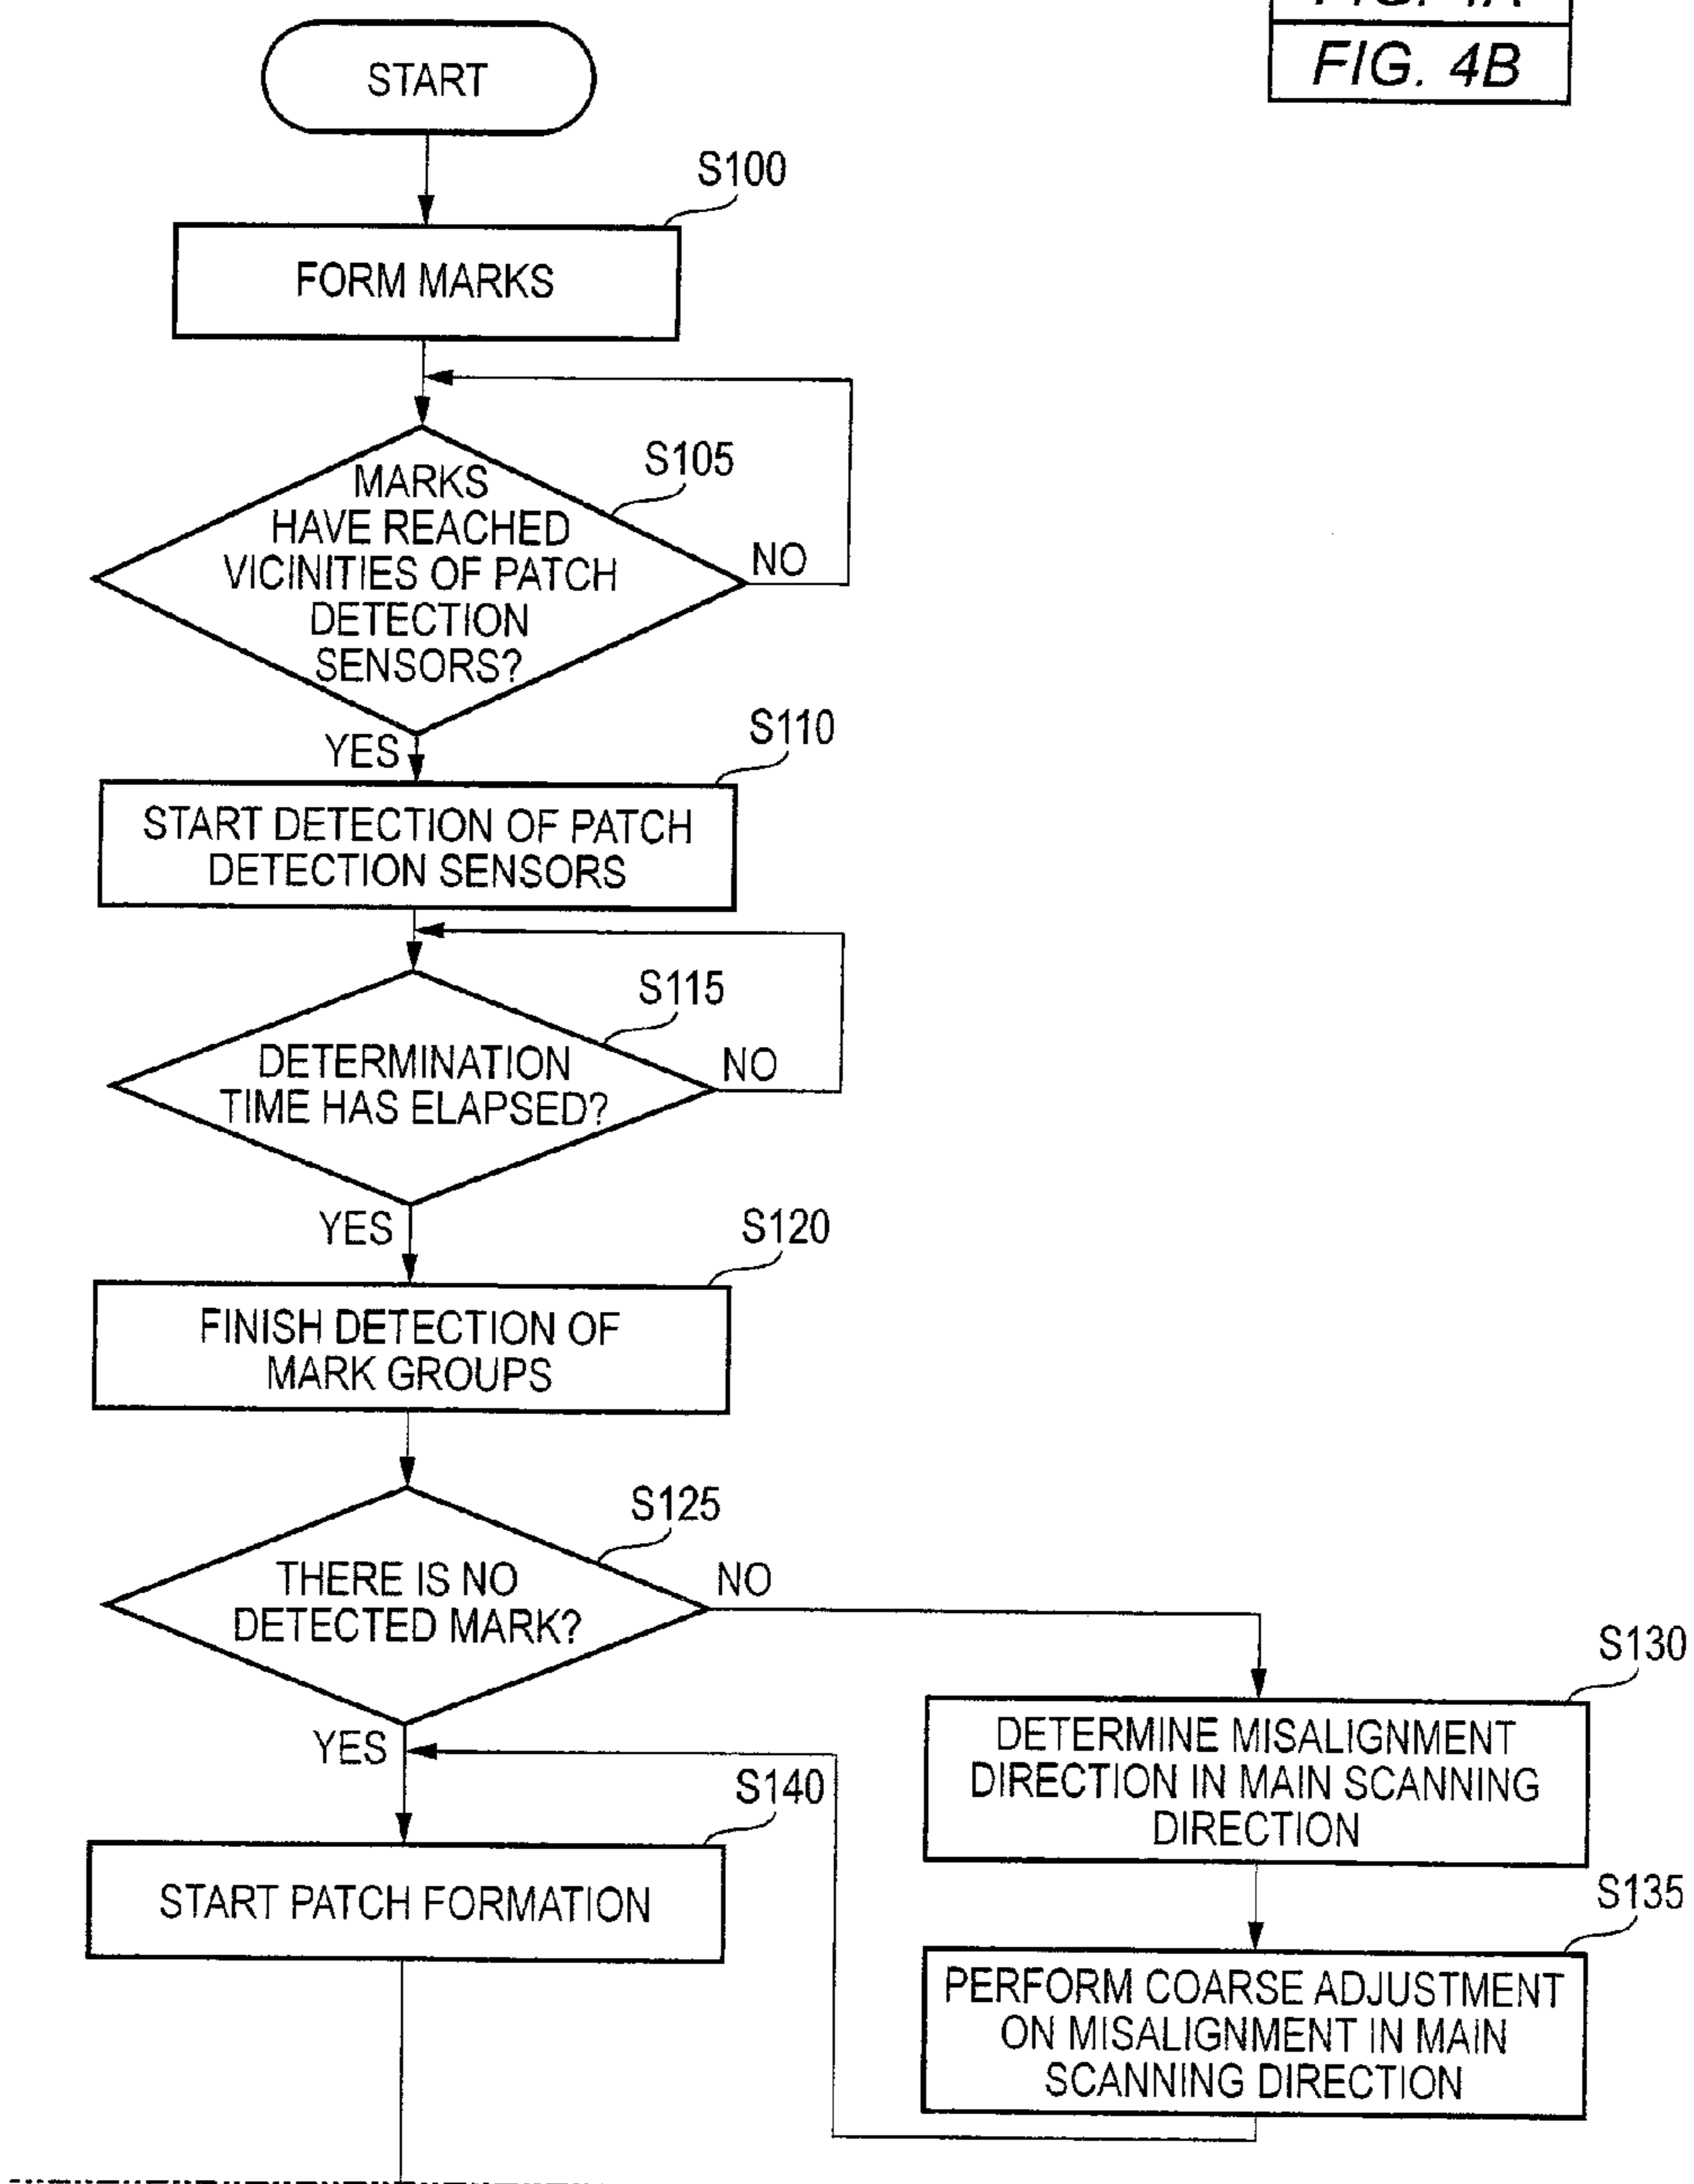 FIG. 4A
FIG. 4B
START
S100
FORM MARKS
S105
MARKS
HAVE REACHED
VICINITIES OF PATCH
DETECTION
SENSORS?
NO
YES
S110
START DETECTION OF PATCH
DETECTION SENSORS
S115
DETERMINATION
TIME HAS ELAPSED?
NO
YES
S120
FINISH DETECTION OF
MARK GROUPS
S125
THERE IS NO
DETECTED MARK?
NO
YES
S130
DETERMINE MISALIGNMENT
DIRECTION IN MAIN SCANNING
DIRECTION
S140
START PATCH FORMATION
S135
PERFORM COARSE ADJUSTMENT
ON MISALIGNMENT IN MAIN
SCANNING DIRECTION